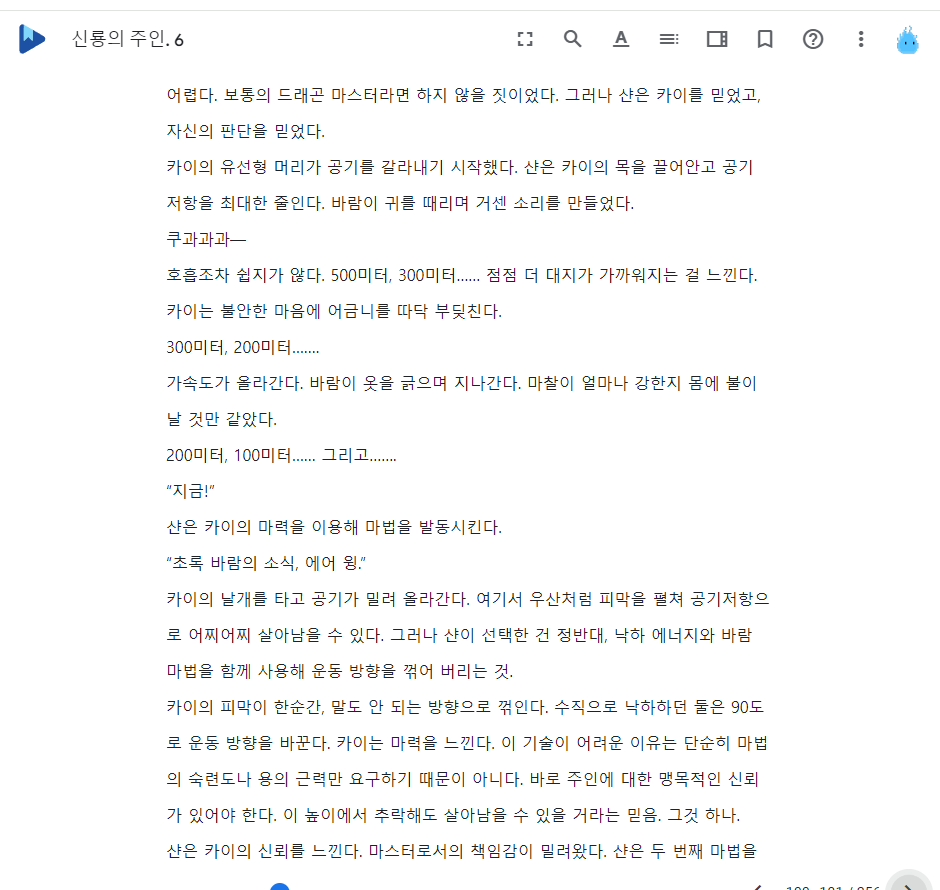 신룡의 주인. 6
어렵다. 보통의 드래곤 마스터라면 하지 않을 짓이었다. 그러나 샨은 카이를 믿었고,
자신의 판단을 믿었다.
카이의 유선형 머리가 공기를 갈라내기 시작했다. 샨은 카이의 목을 끌어안고 공기
저항을 최대한 줄인다. 바람이 귀를 때리며 거센 소리를 만들었다.
쿠과과과—
호흡조차 쉽지가 않다. 500미터, 300미터...... 점점 더 대지가 가까워지는 걸 느낀다.
카이는 불안한 마음에 어금니를 따닥 부딪친다.
300미터, 200미터.......
가속도가 올라간다. 바람이 옷을 긁으며 지나간다. 마찰이 얼마나 강한지 몸에 불이
날 것만 같았다.
200미터, 100미터...... 그리고.......
“지금!”
샨은 카이의 마력을 이용해 마법을 발동시킨다.
“초록 바람의 소식, 에어 윙.”
카이의 날개를 타고 공기가 밀려 올라간다. 여기서 우산처럼 피막을 펼쳐 공기저항으
로 어찌어찌 살아남을 수 있다. 그러나 샨이 선택한 건 정반대, 낙하 에너지와 바람
마법을 함께 사용해 운동 방향을 꺾어 버리는 것.
카이의 피막이 한순간, 말도 안 되는 방향으로 꺾인다. 수직으로 낙하하던 둘은 90도
로 운동 방향을 바꾼다. 카이는 마력을 느낀다. 이 기술이 어려운 이유는 단순히 마법
의 숙련도나 용의 근력만 요구하기 때문이 아니다. 바로 주인에 대한 맹목적인 신뢰
가 있어야 한다. 이 높이에서 추락해도 살아남을 수 있을 거라는 믿음. 그것 하나.
샨은 카이의 신뢰를 느낀다. 마스터로서의 책임감이 밀려왔다. 샨은 두 번째 마법을